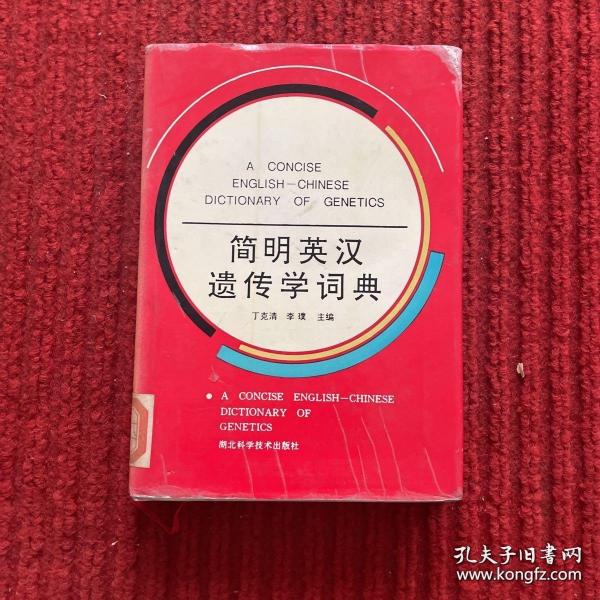 A CONCISE
ENGLISH—CHINESE
DICTIONARY OF GENETICS
简明英汉
遗传学词典
丁克清 李璞 主编
A CONCISE ENGLISH—CHINESE
DICTIONARY OF
GENETICS
湖北科学技术出版社
孔夫子旧书网
www.kongfz.com